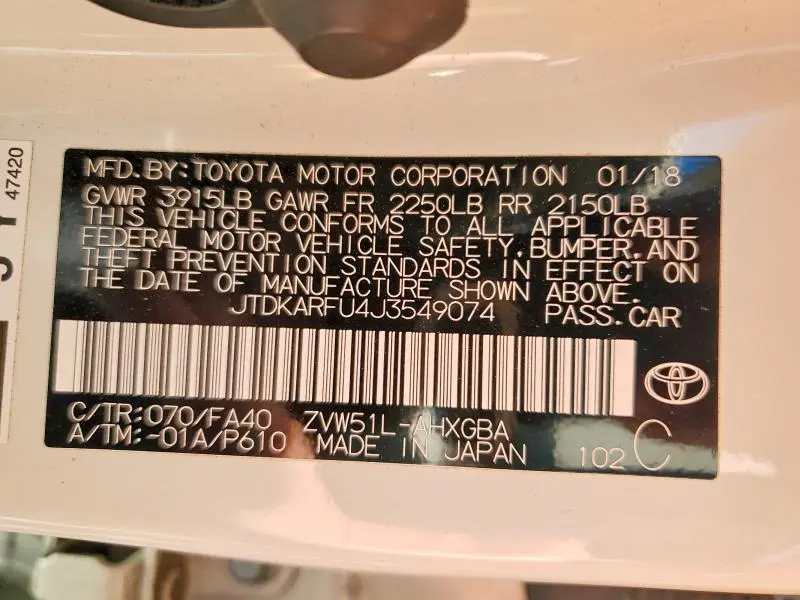 MFD.BY:TOYOTA MOTOR CORPORATION 01/18
GVWR 3915LB GAWR FR 2250LB RR 2150LB
THIS VEHICLE CONFORMS TO ALL APPLICABLE
FEDERAL MOTOR VEHICLE SAFETY,BUMPER,AND
THEFT PREVENTION STANDARDS IN EFFECT ON
THE DATE OF MANUFACTURE SHOWN ABOVE.
JTDKARFU4J3549074 PASS.CAR
C/TR:070/FA40 ZVW51L-AHXGBA
A/TM:-01A/P610 MADE IN JAPAN 102 C
47420